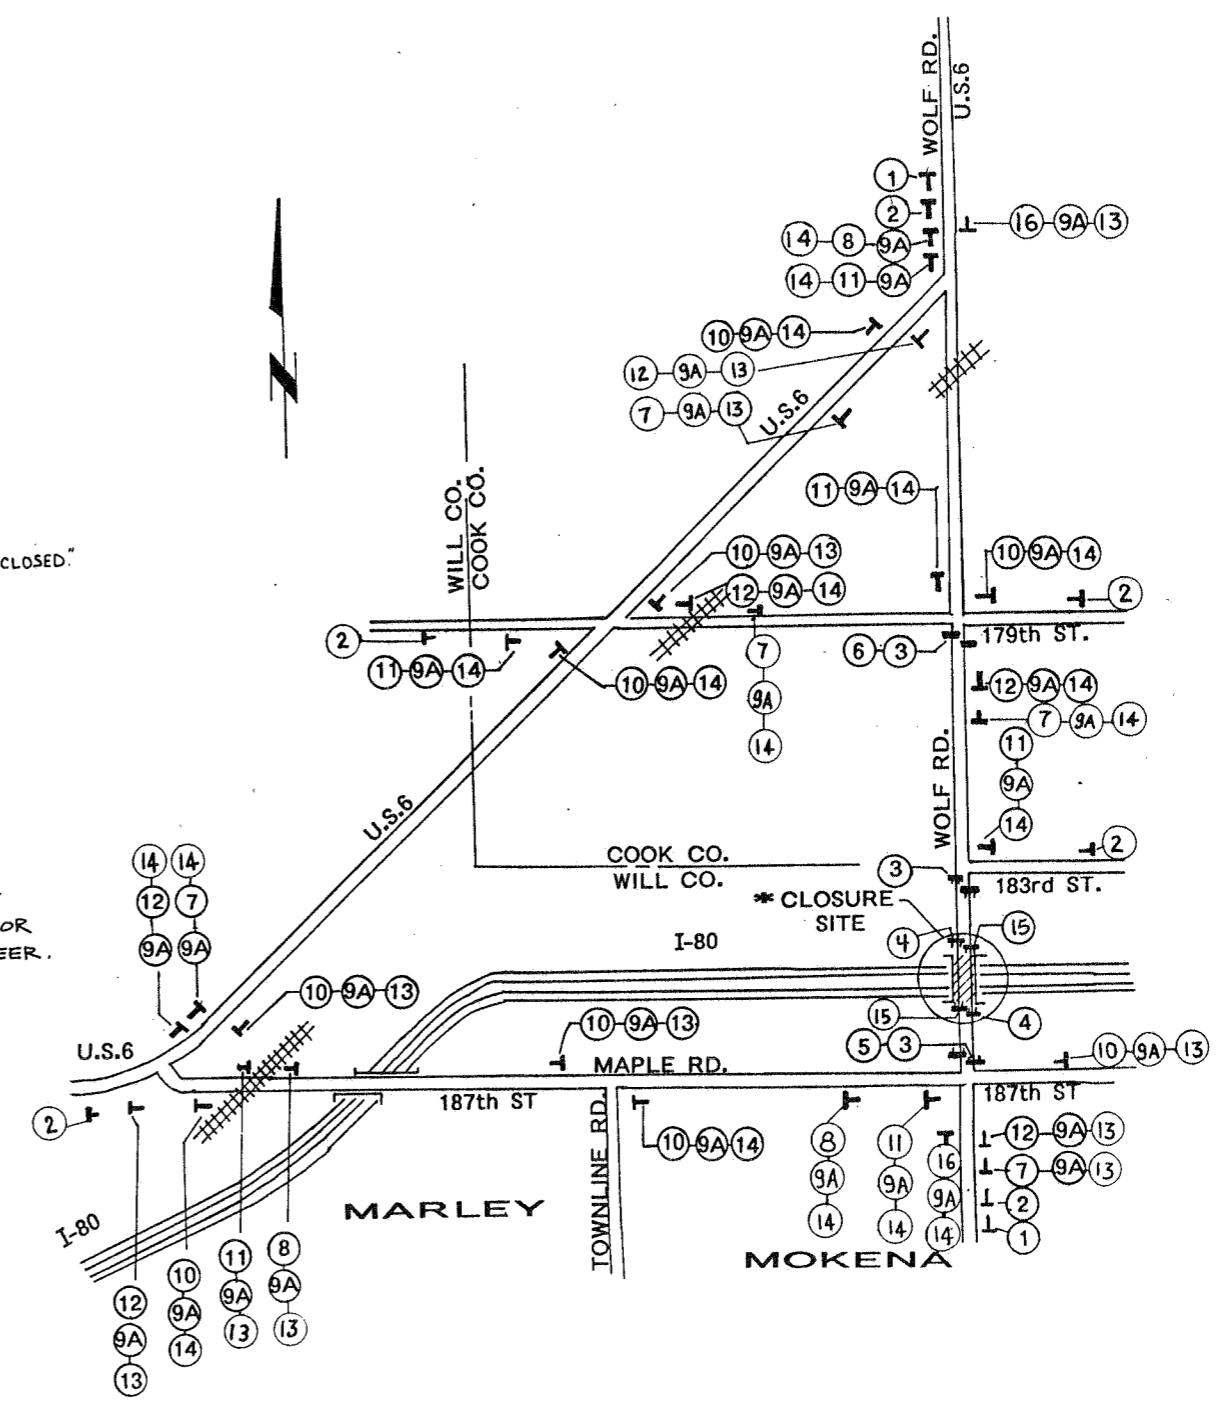 WOLF RD.
U.S.6
1
2
14 8 9A
16 9A 13
14 11 9A
10 9A 14
12 9A 13
7 9A 13
U.S.6
WILL CO.
COOK CO.
11 9A 14
CLOSED."
10 9A 13
10 9A 14
12 9A 14
2
2
179th ST.
11 9A 14
10 9A 14
7
9A
14
6 3
12 9A 14
7 9A 14
11
9A
14
WOLF RD.
2
U.S.6
COOK CO.
WILL CO.
3
183rd ST.
* CLOSURE
SITE
14 14
12 7
9A 9A
OR
EER.
4
15
I-80
10 9A 13
15
4
10 9A 13
5 3
10 9A 13
U.S.6
MAPLE RD.
187th ST
187th ST
2
TOWNLINE RD.
10 9A 14
8
9A
14
11
9A
14
16
9A
14
12 9A 13
7 9A 13
2
1
MARLEY
MOKENA
I-80
12
9A
13
10
9A
14
11
9A
13
8
9A
13